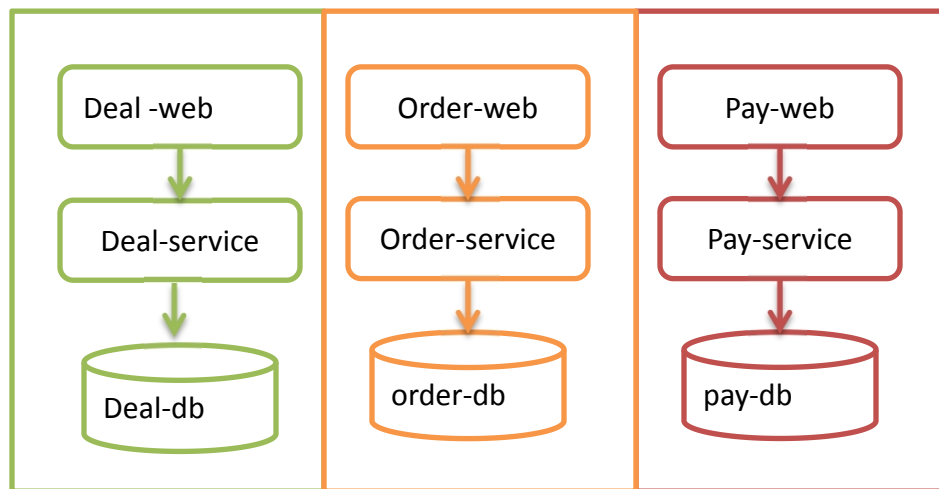 Deal -web
Order-web
Pay-web
Deal-service
Order-service
Pay-service
Deal-db
order-db
pay-db